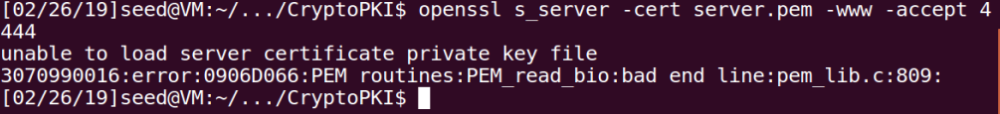 [02/26/19]seed@VM:~/.../CryptoPKI$ openssl s_server -cert server.pem -www -accept 4
444
unable to load server certificate private key file
3070990016:error:0906D066:PEM routines:PEM_read_bio:bad end line:pem_lib.c:809:
[02/26/19]seed@VM:~/.../CryptoPKI$